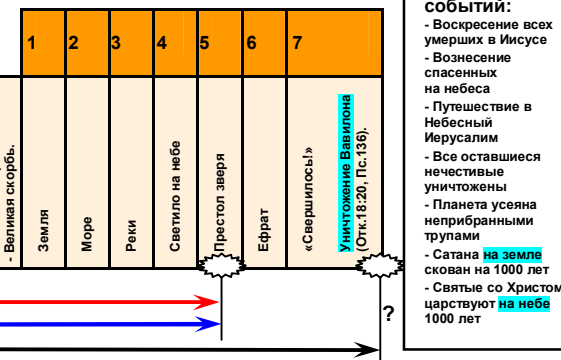 1 2 3 4 5 6 7
- Великая скорбь.
Земля
Море
Реки
Светило на небе
Престол зверя
Ефрат
«Свершилось!»
Уничтожение Вавилона
(Отк.18:20, Пс.136).
?
событий:
- Воскресение всех
умерших в Иисусе
- Вознесение
спасенных
на небеса
- Путешествие в
Небесный
Иерусалим
- Все оставшиеся
нечестивые
уничтожены
- Планета усеяна
неприбранными
трупами
- Сатана на земле
скован на 1000 лет
- Святые со Христом
царствуют на небе
1000 лет